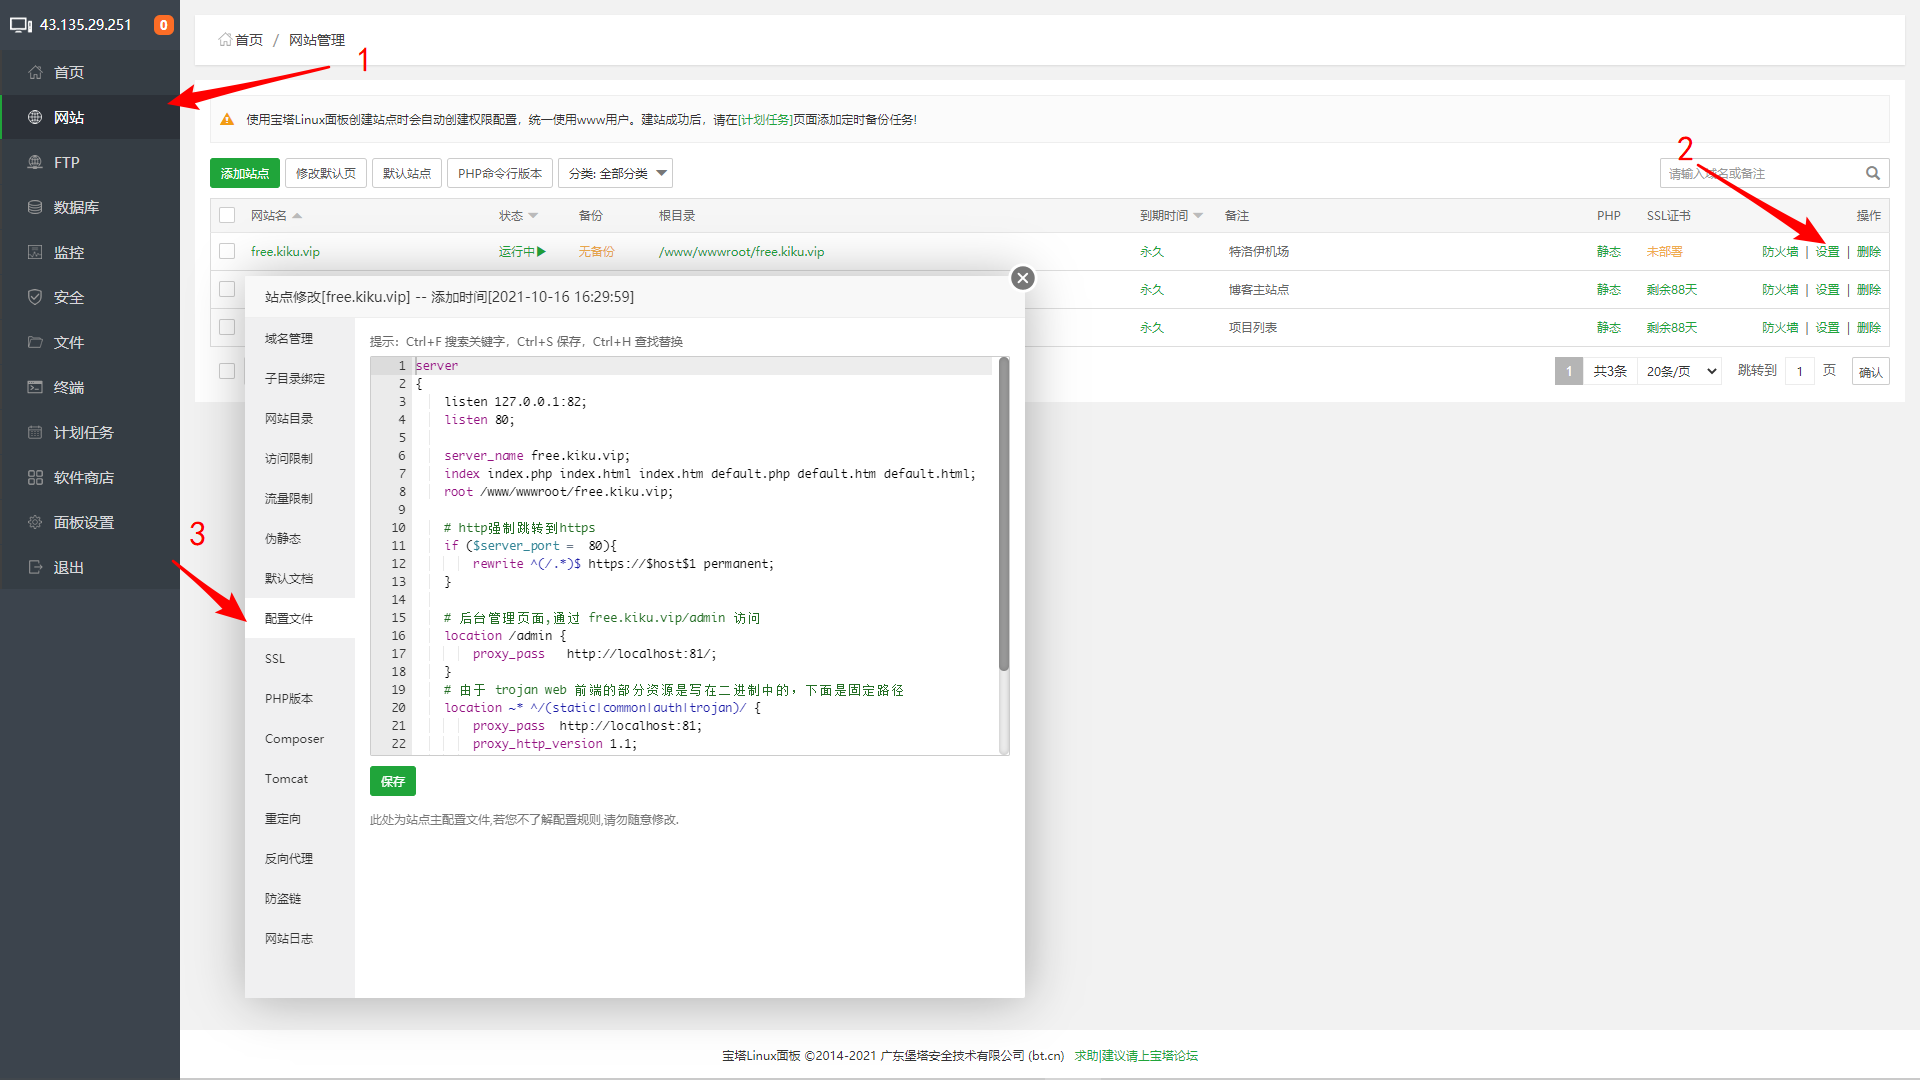 43.135.29.251
0
首页
网站
FTP
数据库
监控
安全
文件
终端
计划任务
软件商店
面板设置
退出
首页 / 网站管理
1
使用宝塔Linux面板创建站点时会自动创建权限配置，统一使用www用户。建站成功后，请在[计划任务]页面添加定时备份任务!
2
添加站点 修改默认页 默认站点 PHP命令行版本 分类: 全部分类
请输入域名或备注
网站名 状态 备份 根目录 到期时间 备注 PHP SSL证书 操作
free.kiku.vip 运行中 无备份 /www/wwwroot/free.kiku.vip 永久 特洛伊机场 静态 未部署 防火墙 | 设置 | 删除
永久 博客主站点 静态 剩余88天 防火墙 | 设置 | 删除
永久 项目列表 静态 剩余88天 防火墙 | 设置 | 删除
1 共3条 20条/页 跳转到 1 页 确认
站点修改[free.kiku.vip] -- 添加时间[2021-10-16 16:29:59]
3
域名管理
子目录绑定
网站目录
访问限制
流量限制
伪静态
默认文档
配置文件
SSL
PHP版本
Composer
Tomcat
重定向
反向代理
防盗链
网站日志
提示：Ctrl+F 搜索关键字，Ctrl+S 保存，Ctrl+H 查找替换
1 server
2 {
3 listen 127.0.0.1:82;
4 listen 80;
5
6 server_name free.kiku.vip;
7 index index.php index.html index.htm default.php default.htm default.html;
8 root /www/wwwroot/free.kiku.vip;
9
10 # http强制跳转到https
11 if ($server_port =  80){
12 rewrite ^(/.*)$ https://$host$1 permanent;
13 }
14
15 # 后台管理页面,通过 free.kiku.vip/admin 访问
16 location /admin {
17 proxy_pass   http://localhost:81/;
18 }
19 # 由于 trojan web 前端的部分资源是写在二进制中的，下面是固定路径
20 location ~* ^/(static|common|auth|trojan)/ {
21 proxy_pass  http://localhost:81;
22 proxy_http_version 1.1;
保存
此处为站点主配置文件,若您不了解配置规则,请勿随意修改.
宝塔Linux面板 ©2014-2021 广东堡塔安全技术有限公司 (bt.cn) 求助|建议请上宝塔论坛